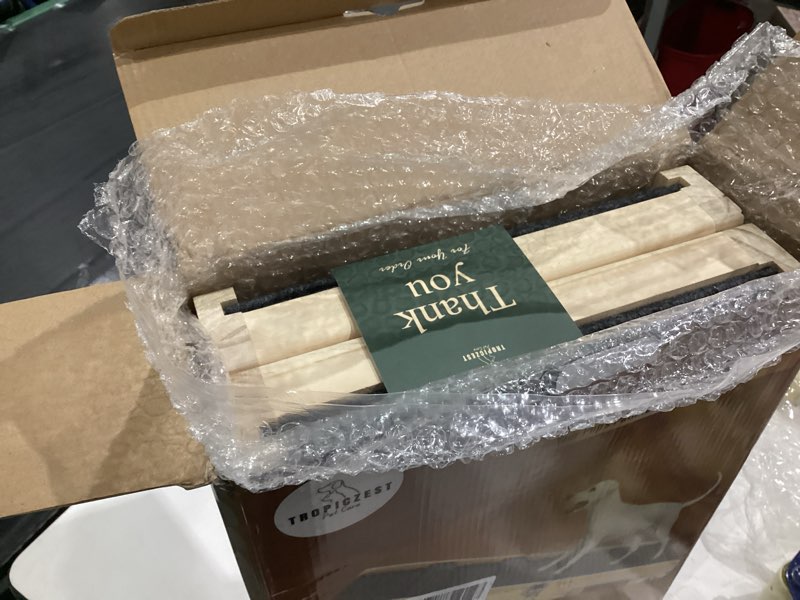 TROPICZEST
Thank
you
For Your Order
TROPICZEST
Pet Care